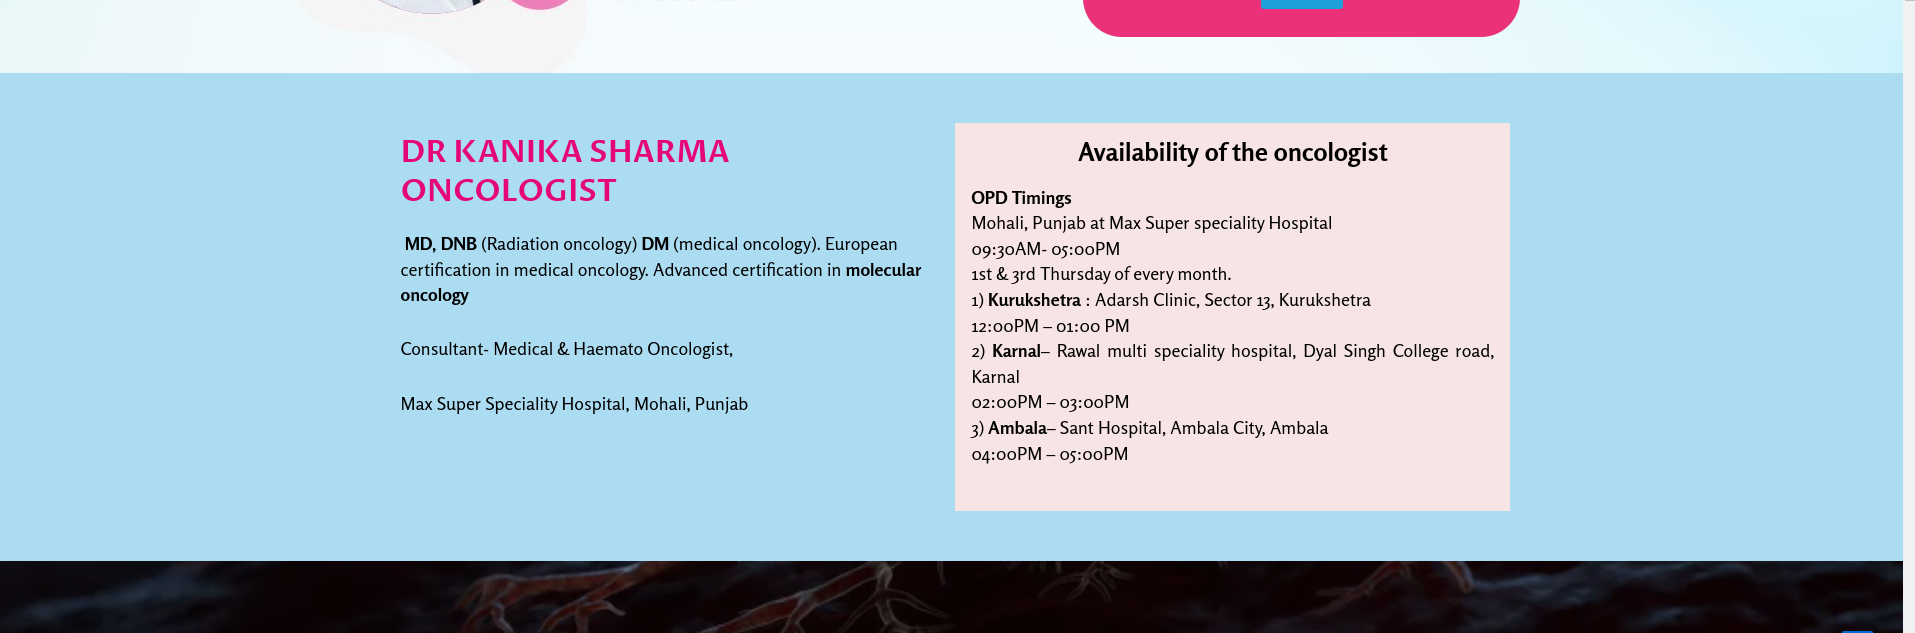 DR KANIKA SHARMA
ONCOLOGIST
MD, DNB (Radiation oncology) DM (medical oncology). European
certification in medical oncology. Advanced certification in molecular
oncology
Consultant- Medical & Haemato Oncologist,
Max Super Speciality Hospital, Mohali, Punjab
Availability of the oncologist
OPD Timings
Mohali, Punjab at Max Super speciality Hospital
09:30AM- 05:00PM
1st & 3rd Thursday of every month.
1) Kurukshetra : Adarsh Clinic, Sector 13, Kurukshetra
12:00PM – 01:00 PM
2) Karnal– Rawal multi speciality hospital, Dyal Singh College road,
Karnal
02:00PM – 03:00PM
3) Ambala– Sant Hospital, Ambala City, Ambala
04:00PM – 05:00PM